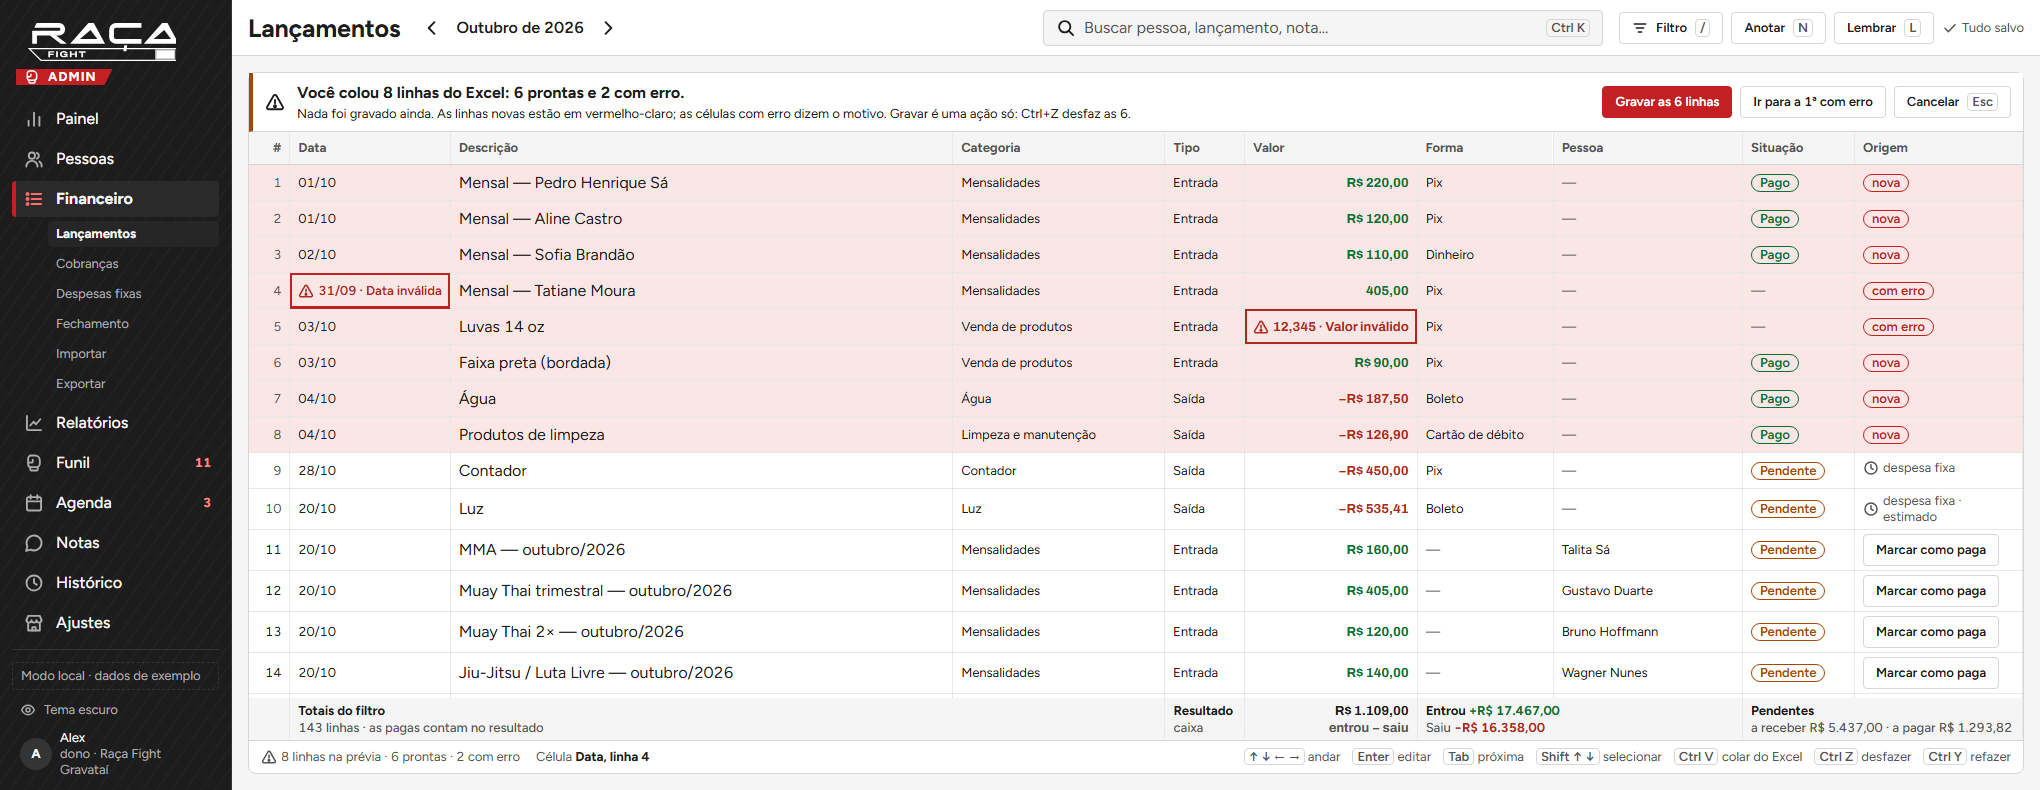 RAÇA
FIGHT
ADMIN
Painel
Pessoas
Financeiro
Lançamentos
Cobranças
Despesas fixas
Fechamento
Importar
Exportar
Relatórios
Funil 11
Agenda 3
Notas
Histórico
Ajustes
Modo local · dados de exemplo
Tema escuro
A
Alex
dono · Raça Fight
Gravataí
Lançamentos Outubro de 2026 Buscar pessoa, lançamento, nota... Ctrl K Filtro / Anotar N Lembrar L Tudo salvo
Você colou 8 linhas do Excel: 6 prontas e 2 com erro.
Nada foi gravado ainda. As linhas novas estão em vermelho-claro; as células com erro dizem o motivo. Gravar é uma ação só: Ctrl+Z desfaz as 6.
Gravar as 6 linhas Ir para a 1ª com erro Cancelar Esc
# Data Descrição Categoria Tipo Valor Forma Pessoa Situação Origem
1 01/10 Mensal — Pedro Henrique Sá Mensalidades Entrada R$ 220,00 Pix — Pago nova
2 01/10 Mensal — Aline Castro Mensalidades Entrada R$ 120,00 Pix — Pago nova
3 02/10 Mensal — Sofia Brandão Mensalidades Entrada R$ 110,00 Dinheiro — Pago nova
4 31/09 · Data inválida Mensal — Tatiane Moura Mensalidades Entrada 405,00 Pix — — com erro
5 03/10 Luvas 14 oz Venda de produtos Entrada 12,345 · Valor inválido Pix — — com erro
6 03/10 Faixa preta (bordada) Venda de produtos Entrada R$ 90,00 Pix — Pago nova
7 04/10 Água Água Saída −R$ 187,50 Boleto — Pago nova
8 04/10 Produtos de limpeza Limpeza e manutenção Saída −R$ 126,90 Cartão de débito — Pago nova
9 28/10 Contador Contador Saída −R$ 450,00 Pix — Pendente despesa fixa
10 20/10 Luz Luz Saída −R$ 535,41 Boleto — Pendente despesa fixa · estimado
11 20/10 MMA — outubro/2026 Mensalidades Entrada R$ 160,00 — Talita Sá Pendente Marcar como paga
12 20/10 Muay Thai trimestral — outubro/2026 Mensalidades Entrada R$ 405,00 — Gustavo Duarte Pendente Marcar como paga
13 20/10 Muay Thai 2× — outubro/2026 Mensalidades Entrada R$ 120,00 — Bruno Hoffmann Pendente Marcar como paga
14 20/10 Jiu-Jitsu / Luta Livre — outubro/2026 Mensalidades Entrada R$ 140,00 — Wagner Nunes Pendente Marcar como paga
Totais do filtro Resultado R$ 1.109,00 Entrou +R$ 17.467,00 Pendentes
143 linhas · as pagas contam no resultado caixa entrou – saiu Saiu −R$ 16.358,00 a receber R$ 5.437,00 · a pagar R$ 1.293,82
8 linhas na prévia · 6 prontas · 2 com erro Célula Data, linha 4 ↑ ↓ ← → andar Enter editar Tab próxima Shift ↑ ↓ selecionar Ctrl V colar do Excel Ctrl Z desfazer Ctrl Y refazer